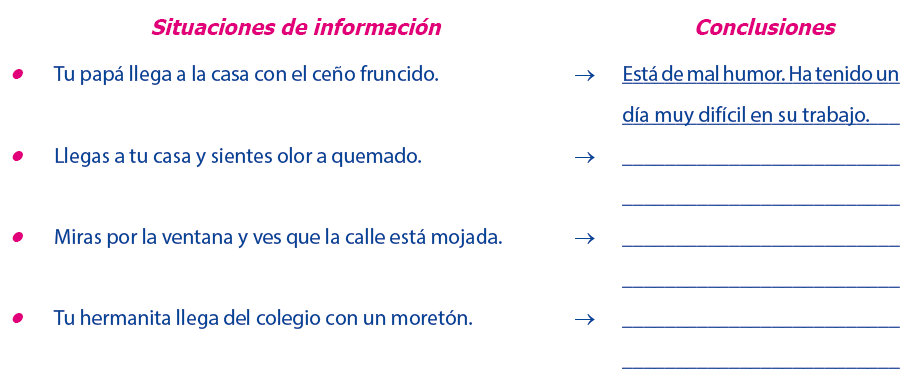 Situaciones de información Conclusiones
• Tu papá llega a la casa con el ceño fruncido. → Está de mal humor. Ha tenido un
día muy difícil en su trabajo.
• Llegas a tu casa y sientes olor a quemado. →
• Miras por la ventana y ves que la calle está mojada. →
• Tu hermanita llega del colegio con un moretón. →